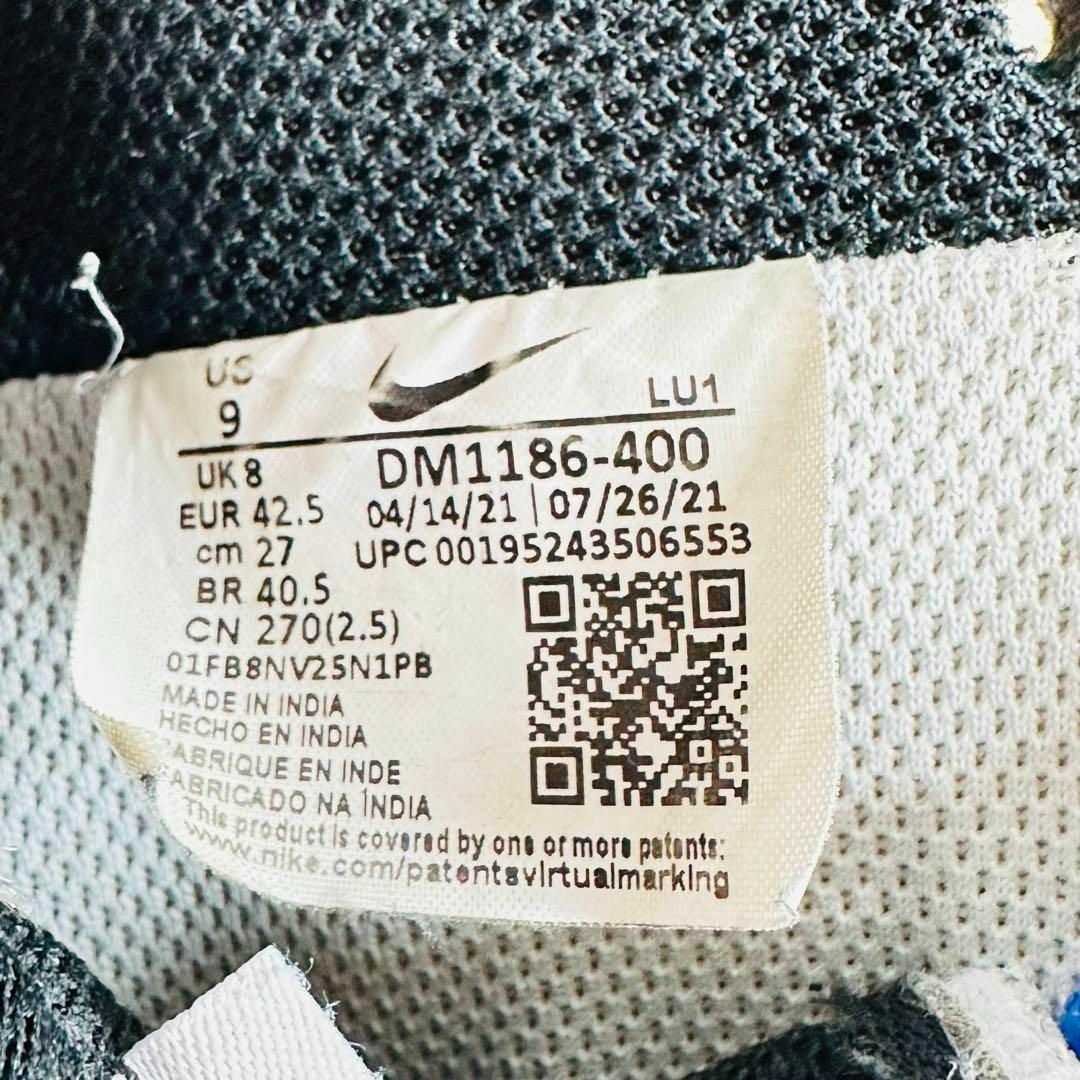 US
9
LU1
UK 8
DM1186-400
EUR 42.5
04/14/21 | 07/26/21
cm 27
UPC 00195243506553
BR 40.5
CN 270(2.5)
01FB8NV25N1PB
MADE IN INDIA
HECHO EN INDIA
FABRIQUE EN INDE
FABRICADO NA ÍNDIA
This product is covered by one or more patents:
www.nike.com/patentsvirtualmarking